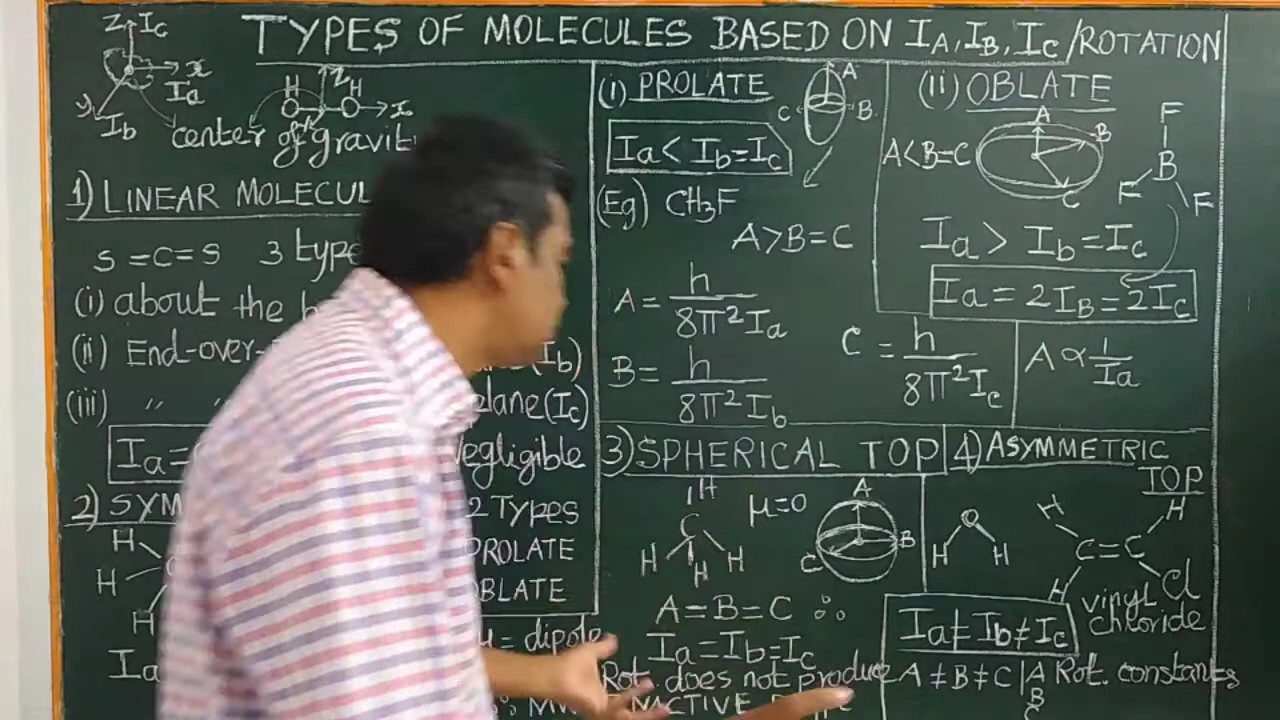 TYPES OF MOLECULES BASED ON IA, IB, IC /ROTATION
Z Ic
x
Ia
y
Ib
H H
O O
Z
x
center of gravit
1) LINEAR MOLECUL
S=C=S 3 type
(i) about the b
(ii) End-over- (Ib)
(iii) " " plane(Ic)
Ia= Negligible
2) SYM 2 TYPES
PROLATE
OBLATE
H
H
H
Ia μ= dipole
(i) PROLATE
A
C B
Ia < Ib=Ic
(Eg) CH3F
A>B=C
A= h/8π²Ia
B= h/8π²Ib
C = h/8π²Ic
(ii) OBLATE
A
B
C
A<B=C
F
B
F F
Ia > Ib=Ic
Ia = 2IB = 2Ic
A ∝ 1/Ia
3) SPHERICAL TOP
H
C
H H H
μ=0
A
B
C
A=B=C ∴
Ia=Ib=Ic
Rot. does not produce
INACTIVE
4) ASYMMETRIC
TOP
O
H H
H H
C=C
H Cl
vinyl
chloride
Ia≠Ib≠Ic
A≠B≠C | A Rot. constants
B
C